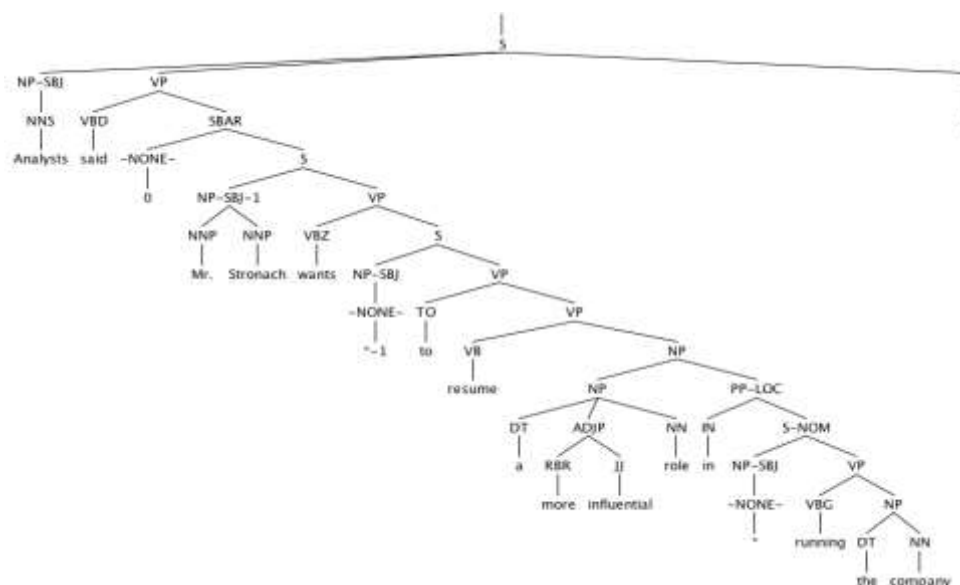 S
NP-SBJ VP
NNS VBD SBAR
Analysts said -NONE- S
0 NP-SBJ-1 VP
NNP NNP VBZ S
Mr. Stronach wants NP-SBJ VP
-NONE- TO VP
*-1 to VB NP
resume NP PP-LOC
DT ADJP NN IN S-NOM
a RBR JJ role in NP-SBJ VP
more influential -NONE- VBG NP
* running DT NN
the company